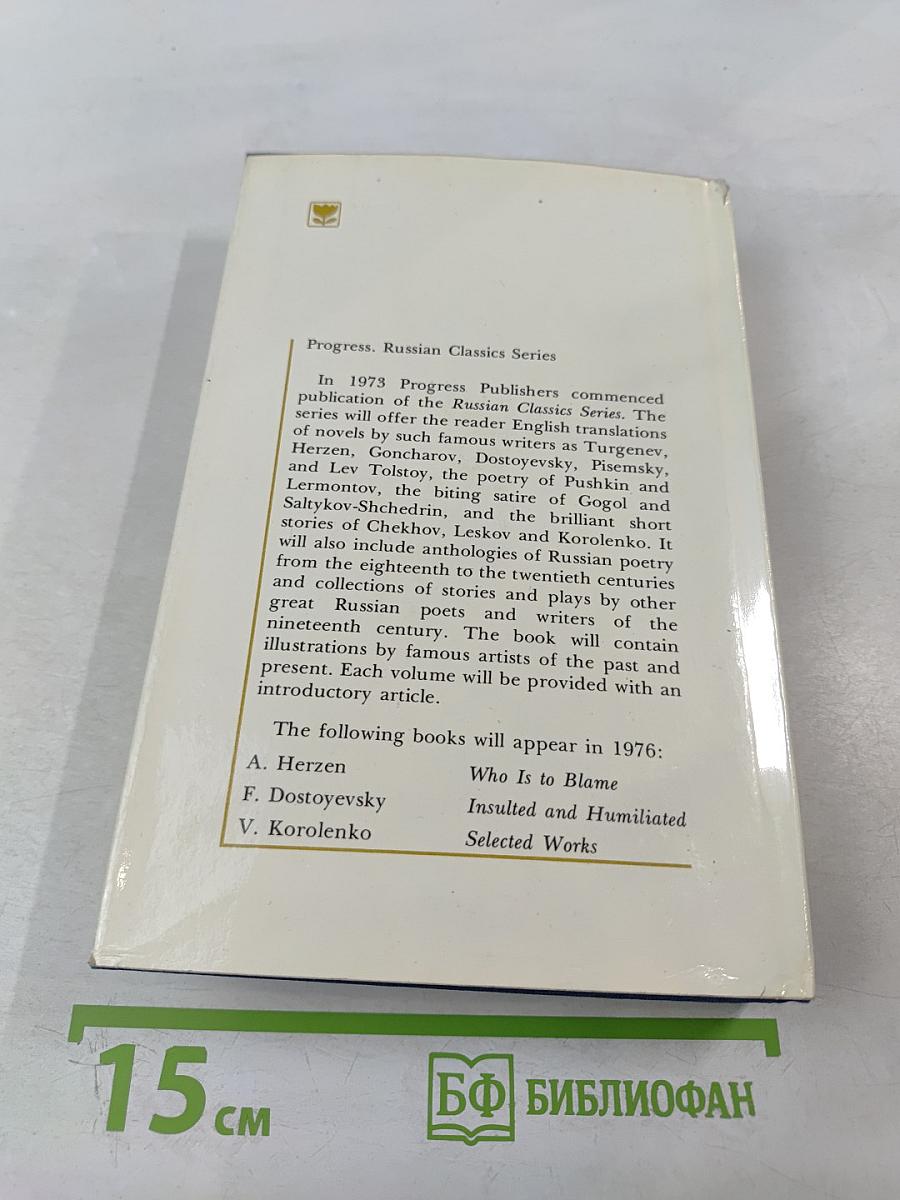 Progress. Russian Classics Series
In 1973 Progress Publishers commenced
publication of the Russian Classics Series. The
series will offer the reader English translations
of novels by such famous writers as Turgenev,
Herzen, Goncharov, Dostoyevsky, Pisemsky,
and Lev Tolstoy, the poetry of Pushkin and
Lermontov, the biting satire of Gogol and
Saltykov-Shchedrin, and the brilliant short
stories of Chekhov, Leskov and Korolenko. It
will also include anthologies of Russian poetry
from the eighteenth to the twentieth centuries
and collections of stories and plays by other
great Russian poets and writers of the
nineteenth century. The book will contain
illustrations by famous artists of the past and
present. Each volume will be provided with an
introductory article.
The following books will appear in 1976:
A. Herzen Who Is to Blame
F. Dostoyevsky Insulted and Humiliated
V. Korolenko Selected Works
15 см
БФ БИБЛИОФАН